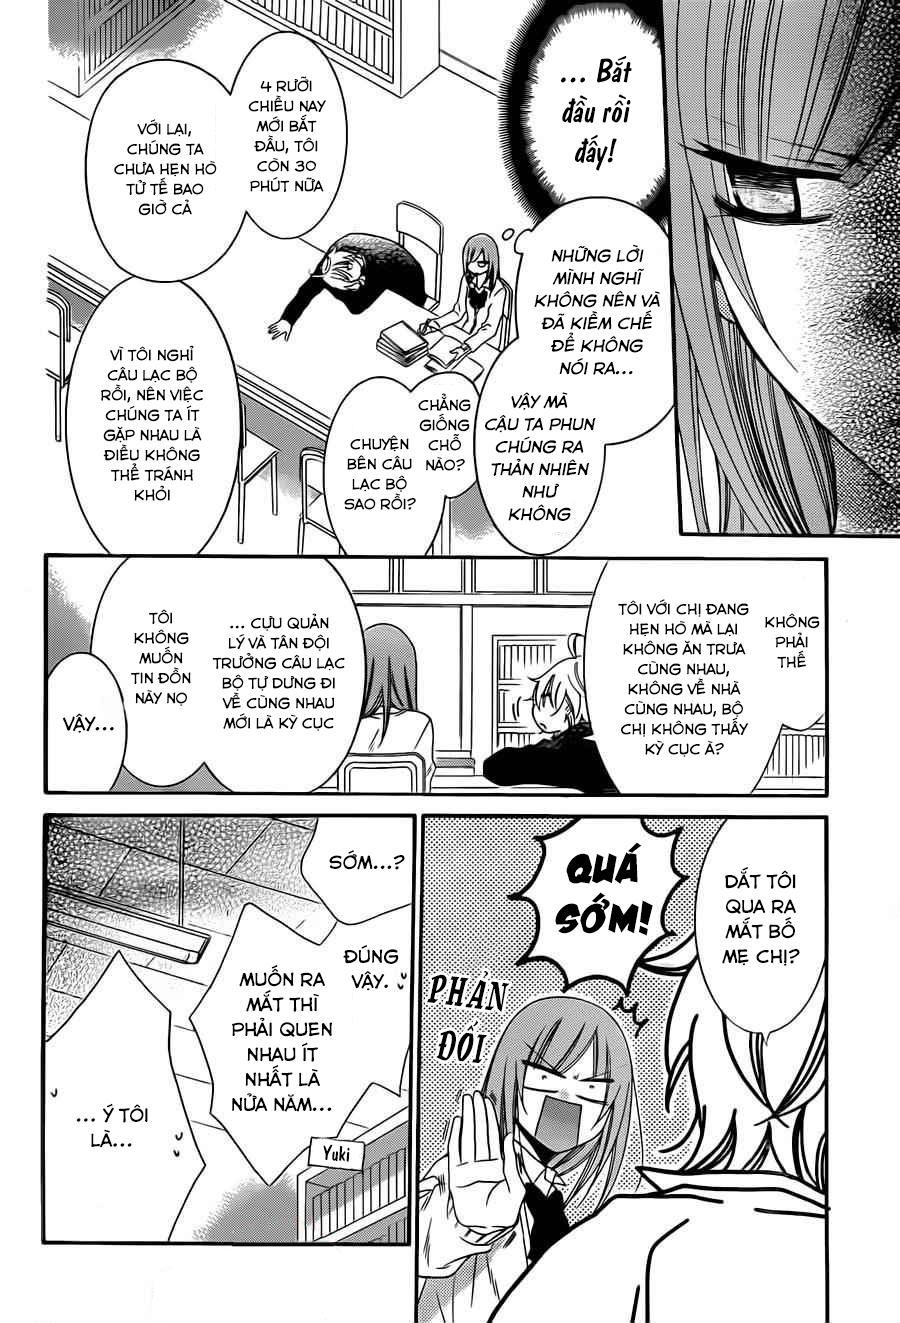 ... Bắt
đầu rồi
đấy!
NHỮNG LỜI
MÌNH NGHĨ
KHÔNG NÊN VÀ
ĐÃ KIỀM CHẾ
ĐỂ KHÔNG
NÓI RA...
VẬY MÀ
CẬU TA PHUN
CHÚNG RA
THẢN NHIÊN
NHƯ
KHÔNG
4 RƯỠI
CHIỀU NAY
MỚI BẮT
ĐẦU, TÔI
CÒN 30
PHÚT NỮA
VỚI LẠI,
CHÚNG TA
CHƯA HẸN HÒ
TỬ TẾ BAO
GIỜ CẢ
CHẲNG
GIỐNG
CHỖ
NÀO?
CHUYỆN
BÊN CÂU
LẠC BỘ
SAO RỒI?
VÌ TÔI NGHỈ
CÂU LẠC BỘ
RỒI, NÊN VIỆC
CHÚNG TA ÍT
GẶP NHAU LÀ
ĐIỀU KHÔNG
THỂ TRÁNH
KHỎI
KHÔNG
PHẢI
THẾ
TÔI VỚI CHỊ ĐANG
HẸN HÒ MÀ LẠI
KHÔNG ĂN TRƯA
CÙNG NHAU,
KHÔNG VỀ NHÀ
CÙNG NHAU, BỘ
CHỊ KHÔNG THẤY
KỲ CỤC À?
... CỰU QUẢN
LÝ VÀ TÂN ĐỘI
TRƯỞNG CÂU LẠC
BỘ TỰ DƯNG ĐI
VỀ CÙNG NHAU
MỚI LÀ KỲ CỤC
TÔI
KHÔNG
MUỐN
TIN ĐỒN
NÀY NỌ
VẬY...
DẮT TÔI
QUA RA
MẮT BỐ
MẸ CHỊ?
QUÁ
SỚM!
PHẢN
ĐỐI
SỚM...?
ĐÚNG
VẬY.
MUỐN RA
MẮT THÌ
PHẢI QUEN
NHAU ÍT
NHẤT LÀ
NỬA NĂM...
... Ý TÔI
LÀ...
Yuki